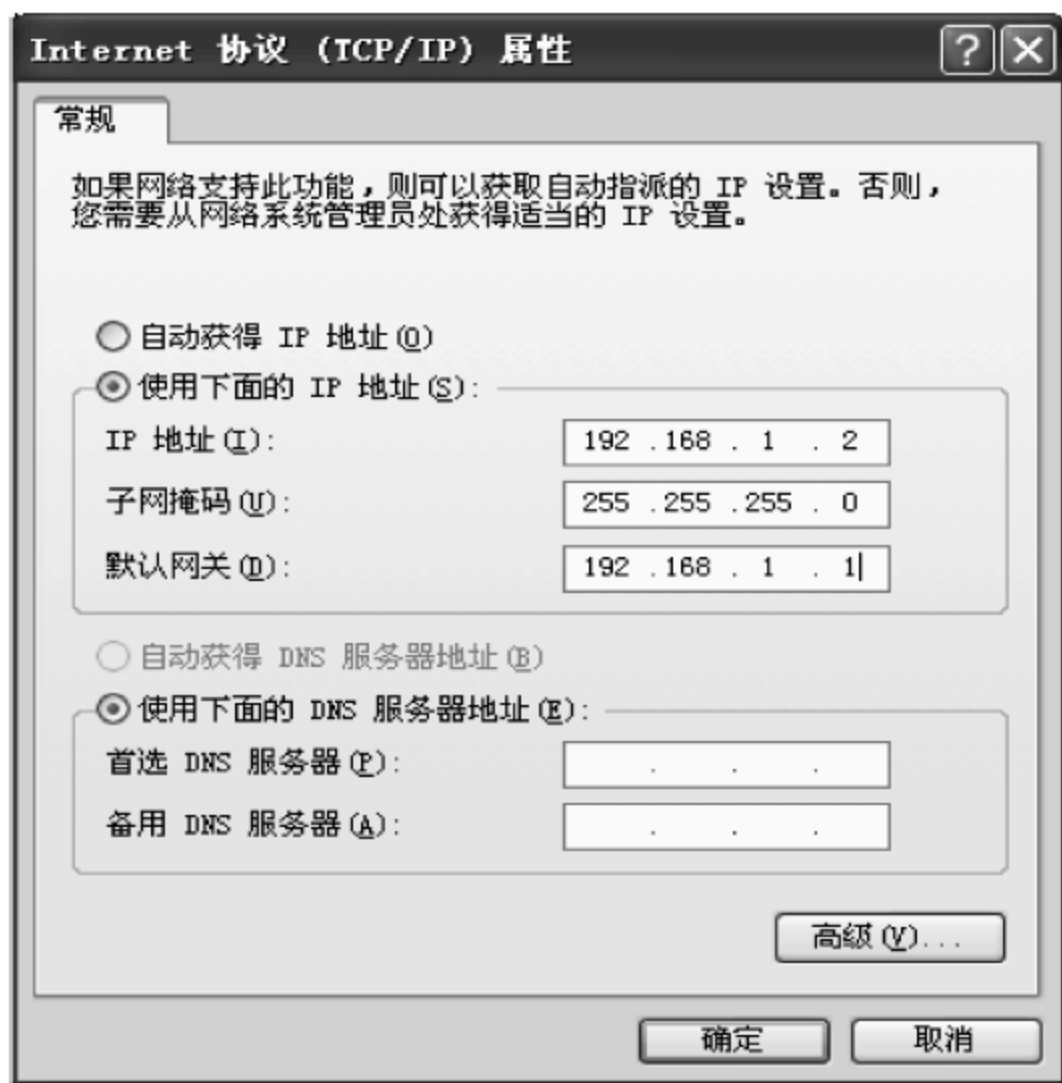 Internet 协议 (TCP/IP) 属性
常规
如果网络支持此功能，则可以获取自动指派的 IP 设置。否则，
您需要从网络系统管理员处获得适当的 IP 设置。
自动获得 IP 地址(O)
使用下面的 IP 地址(S):
IP 地址(I): 192 .168 . 1 . 2
子网掩码(U): 255 .255 .255 . 0
默认网关(D): 192 .168 . 1 . 1
自动获得 DNS 服务器地址(B)
使用下面的 DNS 服务器地址(E):
首选 DNS 服务器(P): . . .
备用 DNS 服务器(A): . . .
高级(V)...
确定 取消